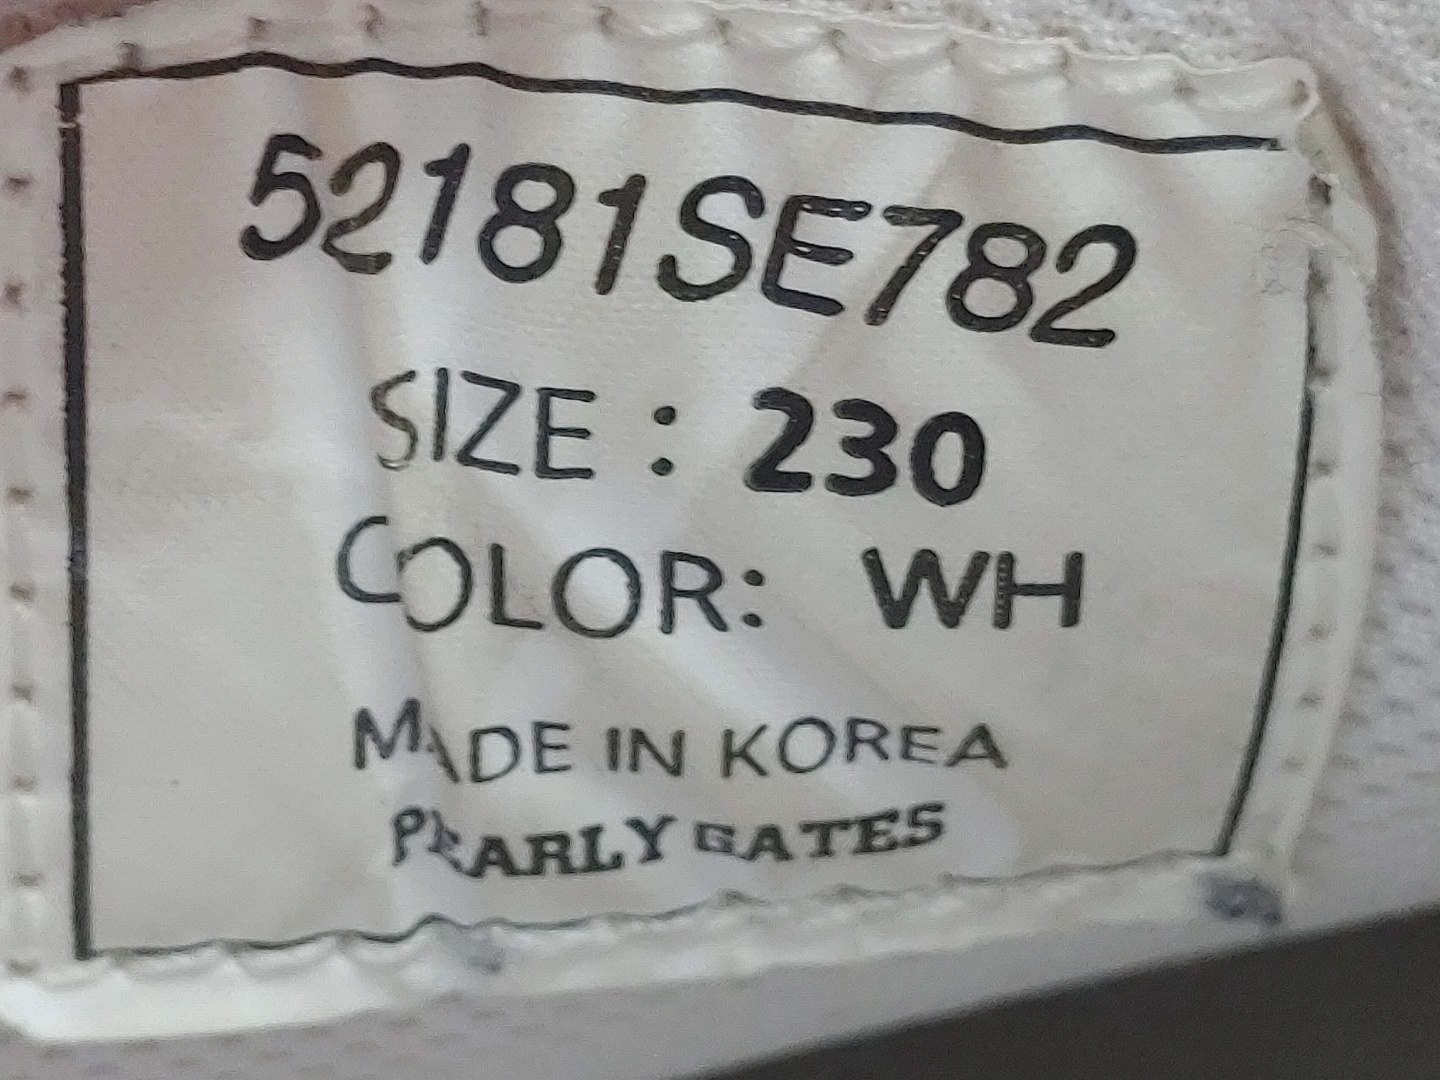 52181SE782
SIZE : 230
COLOR: WH
MADE IN KOREA
PEARLY GATES